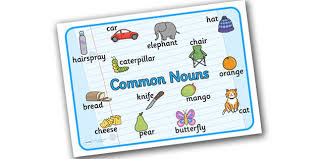 car
hat
elephant
chair
hairspray
caterpillar
Common Nouns
orange
bread
knife
mango
cat
cheese
pear
butterfly